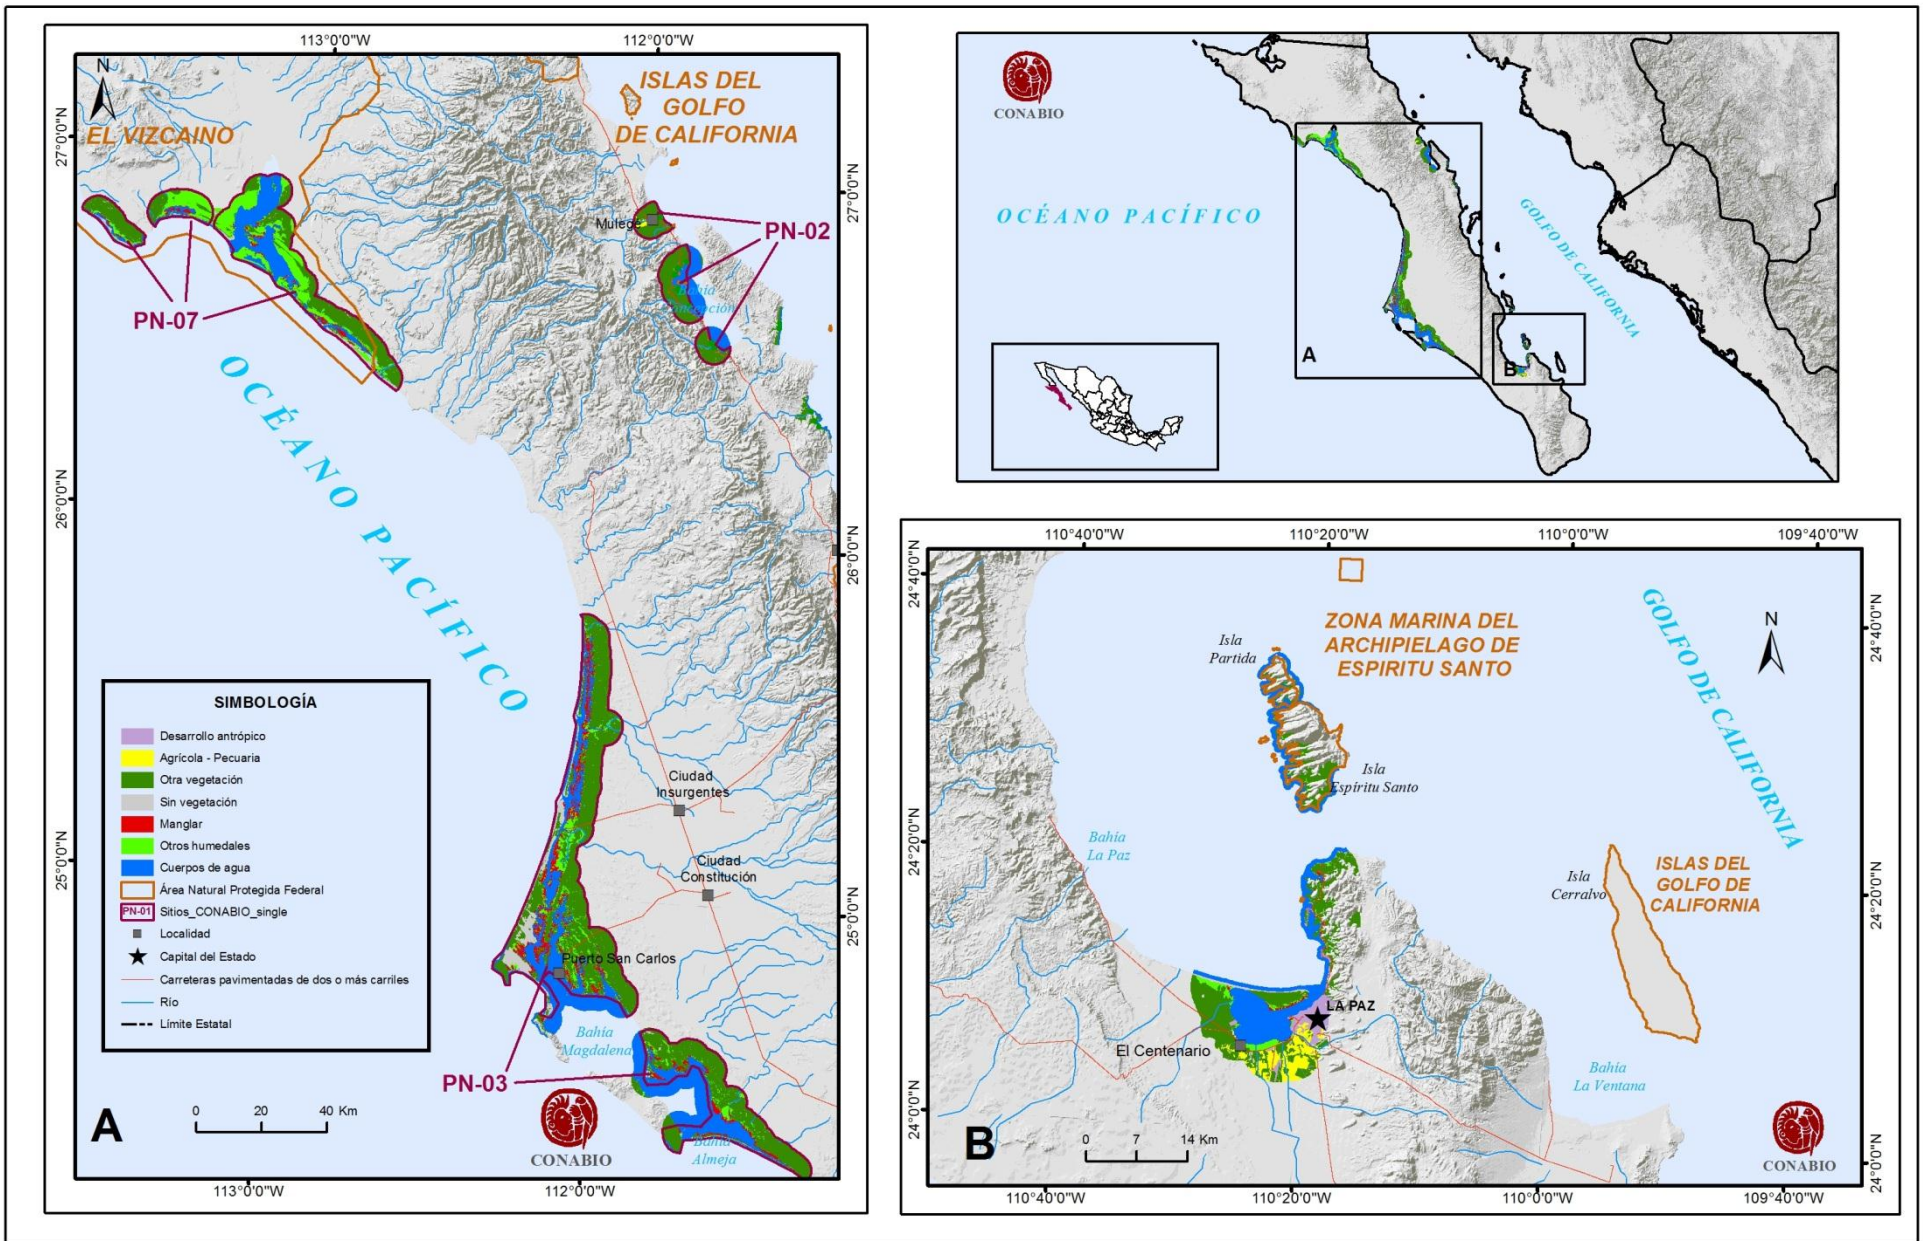 113°0'0"W
112°0'0"W
N
ISLAS DEL
GOLFO
DE CALIFORNIA
EL VIZCAINO
27°0'0"N
27°0'0"N
Mulegé
PN-02
Bahía
Concepción
PN-07
OCÉANO PACÍFICO
26°0'0"N
26°0'0"N
Ciudad
Insurgentes
Ciudad
Constitución
25°0'0"N
25°0'0"N
Puerto San Carlos
Bahía
Magdalena
PN-03
Bahía
Almeja
SIMBOLOGÍA
Desarrollo antrópico
Agrícola - Pecuaria
Otra vegetación
Sin vegetación
Manglar
Otros humedales
Cuerpos de agua
Área Natural Protegida Federal
PN-01 Sitios_CONABIO_single
Localidad
Capital del Estado
Carreteras pavimentadas de dos o más carriles
Río
Límite Estatal
A
0 20 40 Km
CONABIO
113°0'0"W
112°0'0"W
CONABIO
OCÉANO PACÍFICO
GOLFO DE CALIFORNIA
A
B
110°40'0"W
110°20'0"W
110°0'0"W
109°40'0"W
24°40'0"N
24°40'0"N
ZONA MARINA DEL
ARCHIPIELAGO DE
ESPIRITU SANTO
GOLFO DE CALIFORNIA
N
Isla
Partida
Isla
Espíritu Santo
Bahía
La Paz
24°20'0"N
24°20'0"N
Isla
Cerralvo
ISLAS DEL
GOLFO DE
CALIFORNIA
LA PAZ
El Centenario
Bahía
La Ventana
24°0'0"N
24°0'0"N
B
0 7 14 Km
CONABIO
110°40'0"W
110°20'0"W
110°0'0"W
109°40'0"W